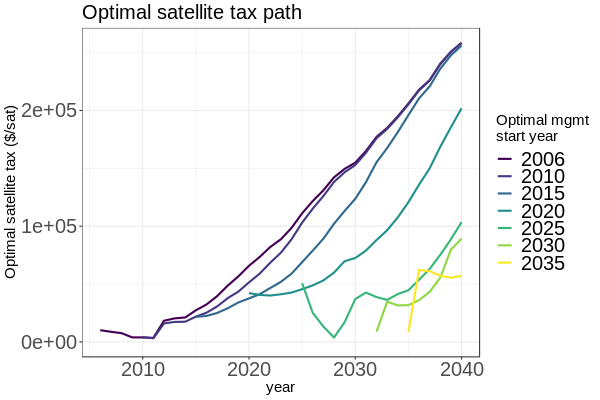 Optimal satellite tax path
Optimal satellite tax ($/sat)
2e+05
1e+05
0e+00
2010 2020 2030 2040
year
Optimal mgmt
start year
2006
2010
2015
2020
2025
2030
2035